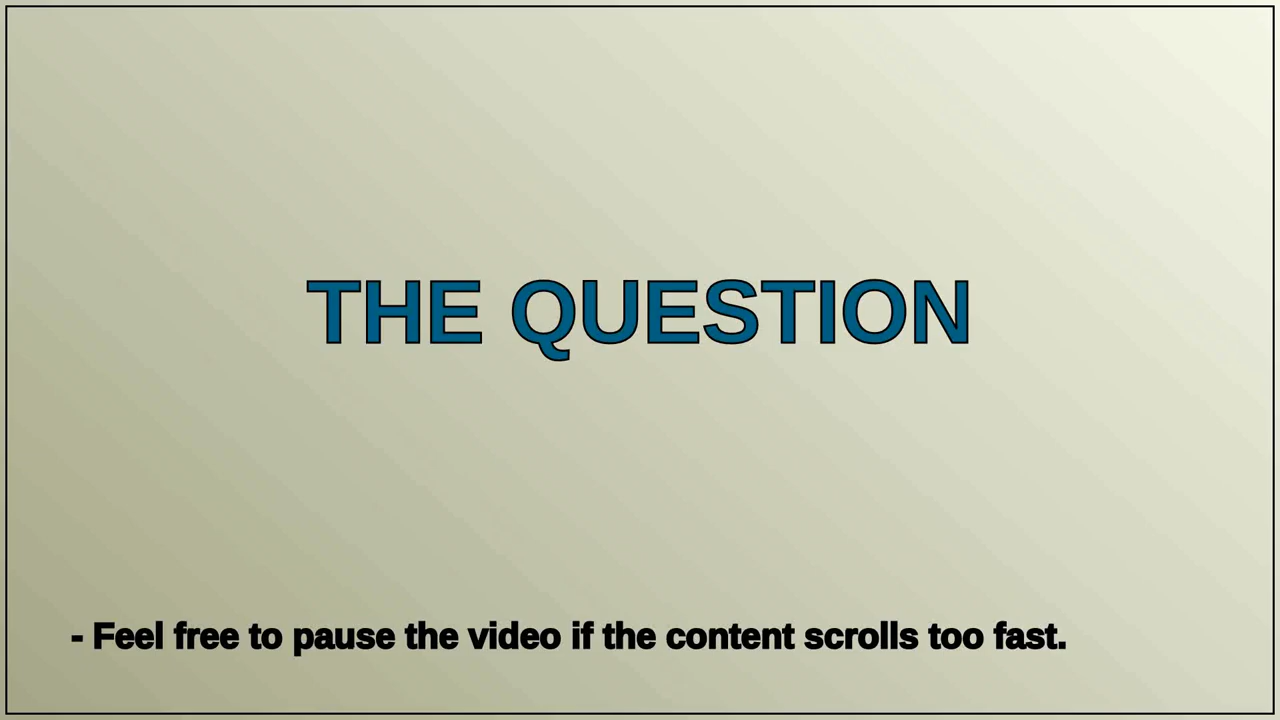 THE QUESTION
- Feel free to pause the video if the content scrolls too fast.